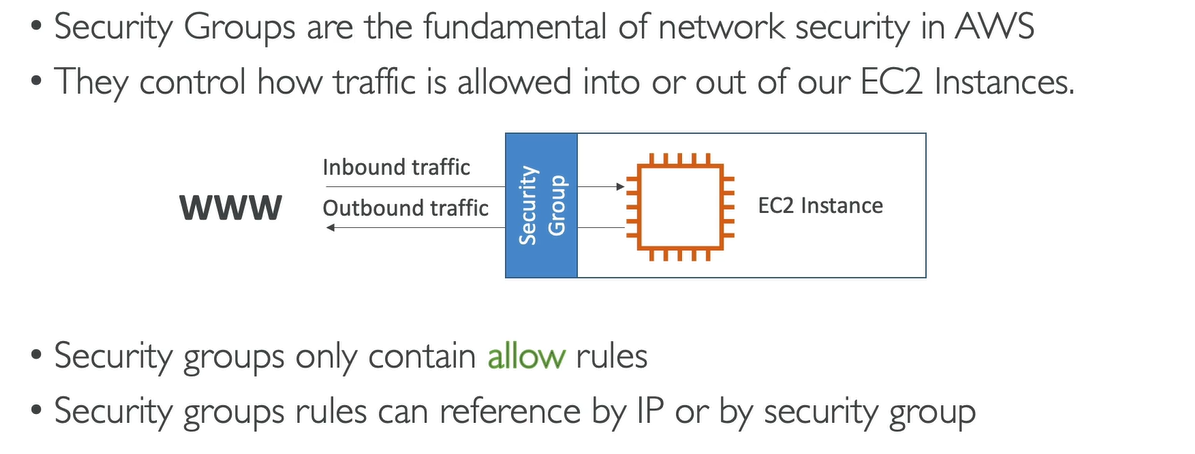 • Security Groups are the fundamental of network security in AWS
• They control how traffic is allowed into or out of our EC2 Instances.
Inbound traffic
WWW
Outbound traffic
Security
Group
EC2 Instance
• Security groups only contain allow rules
• Security groups rules can reference by IP or by security group